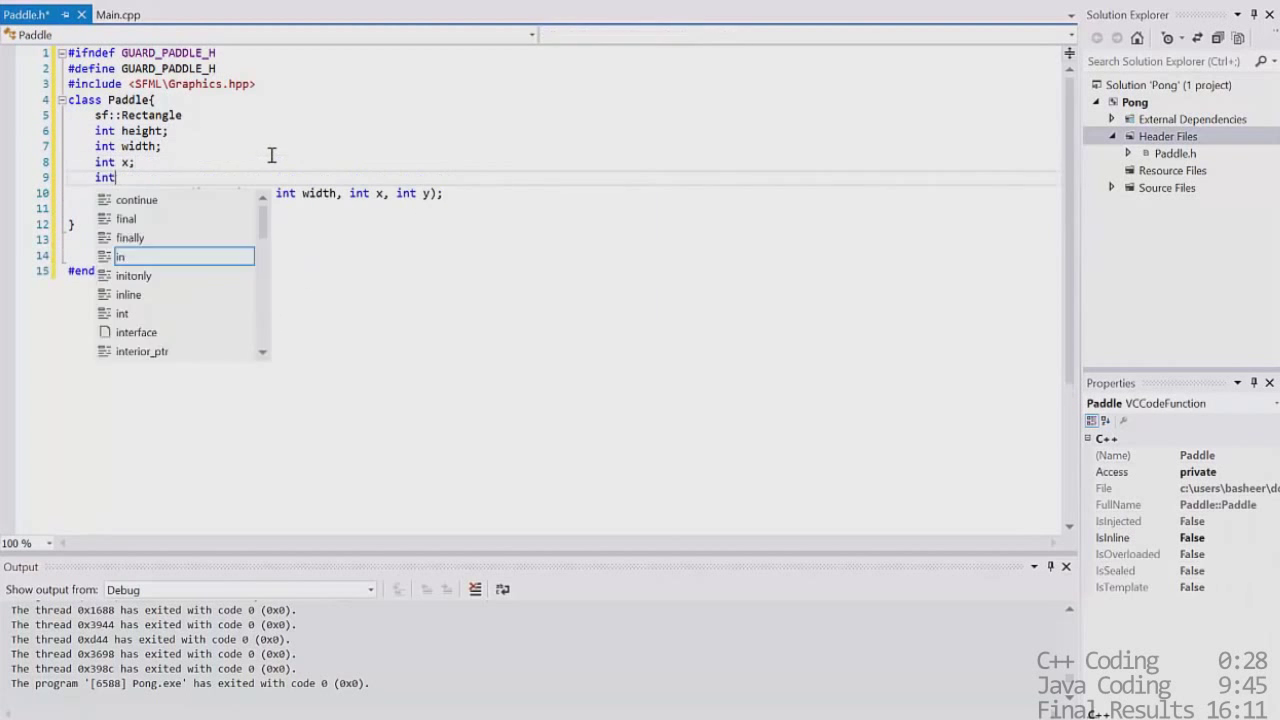 Paddle.h*
Main.cpp
Paddle
1 #ifndef GUARD_PADDLE_H
2 #define GUARD_PADDLE_H
3 #include <SFML\Graphics.hpp>
4 class Paddle{
5 sf::Rectangle
6 int height;
7 int width;
8 int x;
9 int
10 int width, int x, int y);
11
12 }
13
14
15 #end
continue
final
finally
in
initonly
inline
int
interface
interior_ptr
100 %
Output
Show output from: Debug
The thread 0x1688 has exited with code 0 (0x0).
The thread 0x3944 has exited with code 0 (0x0).
The thread 0xd44 has exited with code 0 (0x0).
The thread 0x3698 has exited with code 0 (0x0).
The thread 0x398c has exited with code 0 (0x0).
The program '[6588] Pong.exe' has exited with code 0 (0x0).
Solution Explorer
Search Solution Explorer (Ctrl+;)
Solution 'Pong' (1 project)
Pong
External Dependencies
Header Files
Paddle.h
Resource Files
Source Files
Properties
Paddle VCCodeFunction
C++
(Name) Paddle
Access private
File c:\users\basheer\do
FullName Paddle::Paddle
IsInjected False
IsInline False
IsOverloaded False
IsSealed False
IsTemplate False
C++ Coding 0:28
Java Coding 9:45
Final Results 16:11
C++